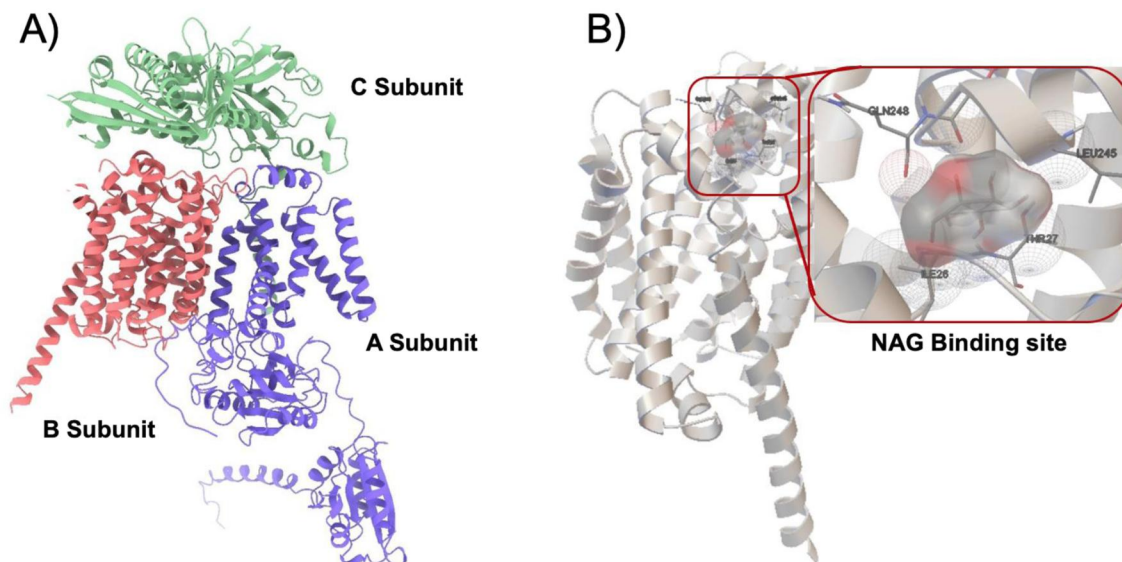 A)
C Subunit
A Subunit
B Subunit
B)
GLN248
LEU245
THR27
ILE26
NAG Binding site